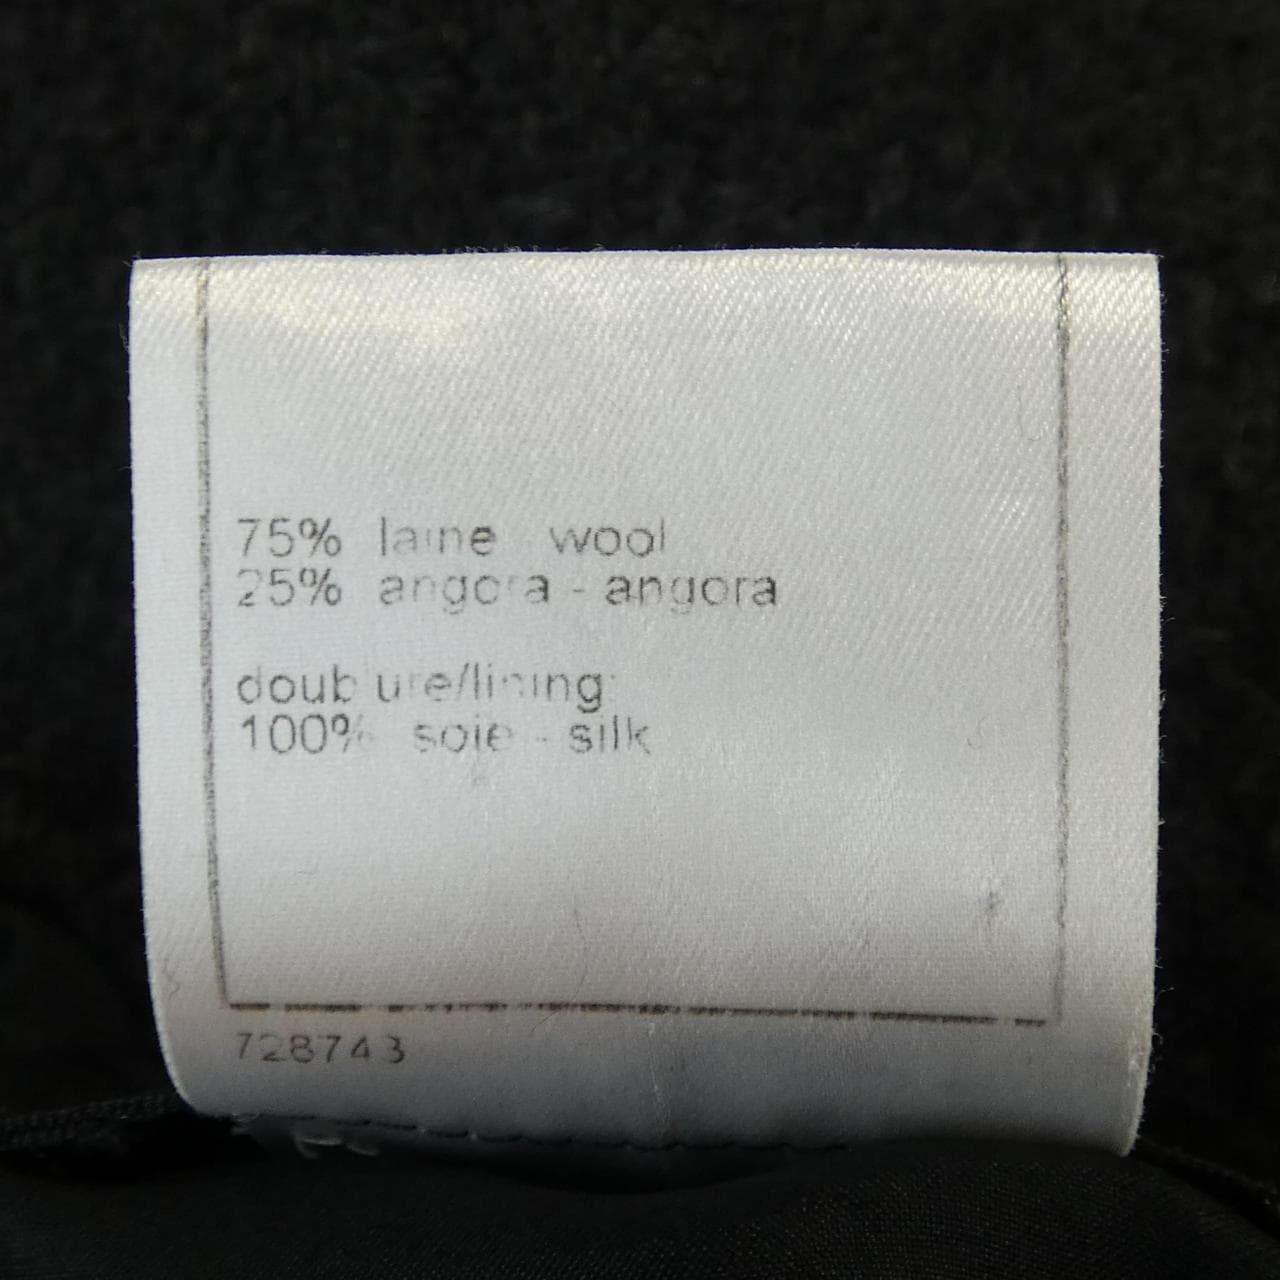 75% laine - wool
25% angora - angora
doublure/lining:
100% soie - silk
728743